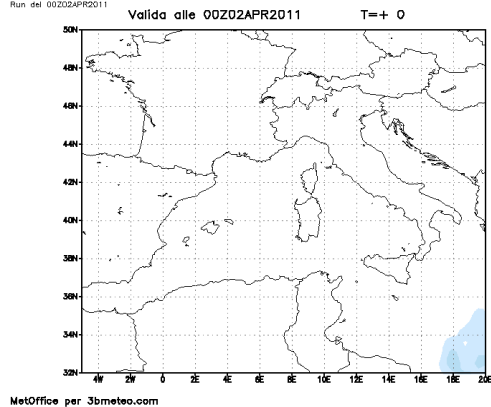 Run del 00Z02APR2011
Valida alle 00Z02APR2011 T=+ 0
50N
48N
46N
44N
42N
40N
38N
36N
34N
32N
4W 2W 0 2E 4E 6E 8E 10E 12E 14E 16E 18E 20E
MetOffice per 3bmeteo.com